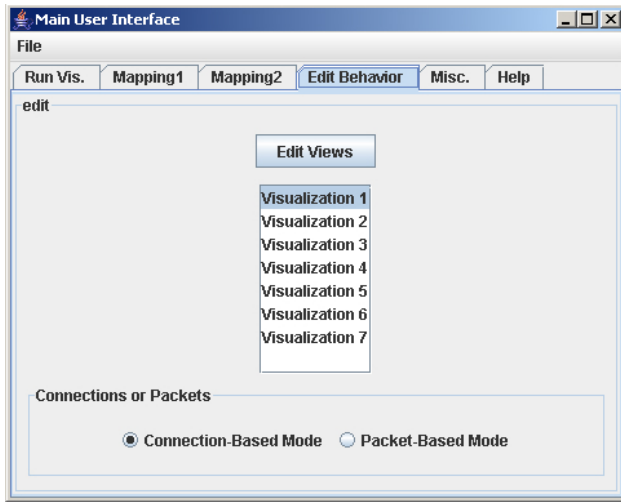 Main User Interface
File
Run Vis. Mapping1 Mapping2 Edit Behavior Misc. Help
edit
Edit Views
Visualization 1
Visualization 2
Visualization 3
Visualization 4
Visualization 5
Visualization 6
Visualization 7
Connections or Packets
Connection-Based Mode Packet-Based Mode